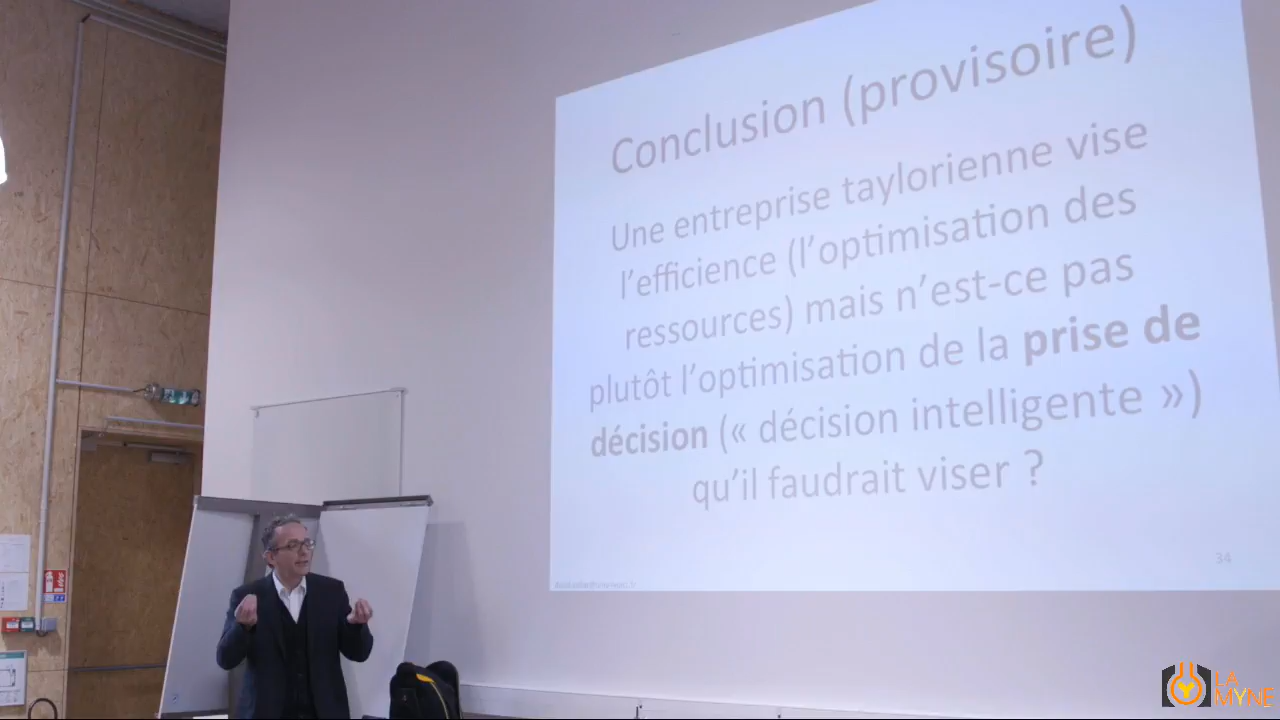 Conclusion (provisoire)
Une entreprise taylorienne vise
l’efficience (l’optimisation des
ressources) mais n’est-ce pas
plutôt l’optimisation de la prise de
décision (« décision intelligente »)
qu’il faudrait viser ?
34
LA
MYNE